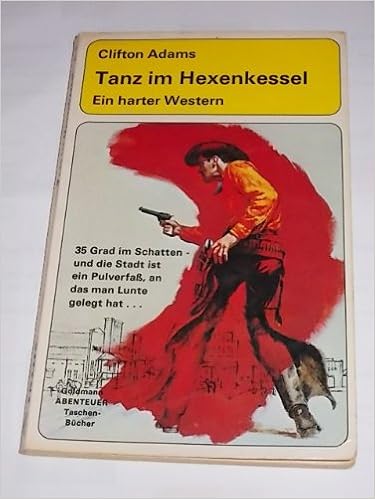 Clifton Adams
Tanz im Hexenkessel
Ein harter Western
35 Grad im Schatten -
und die Stadt ist
ein Pulverfaß, an
das man Lunte
gelegt hat . . .
Goldmann
ABENTEUER
Taschen-
Bücher